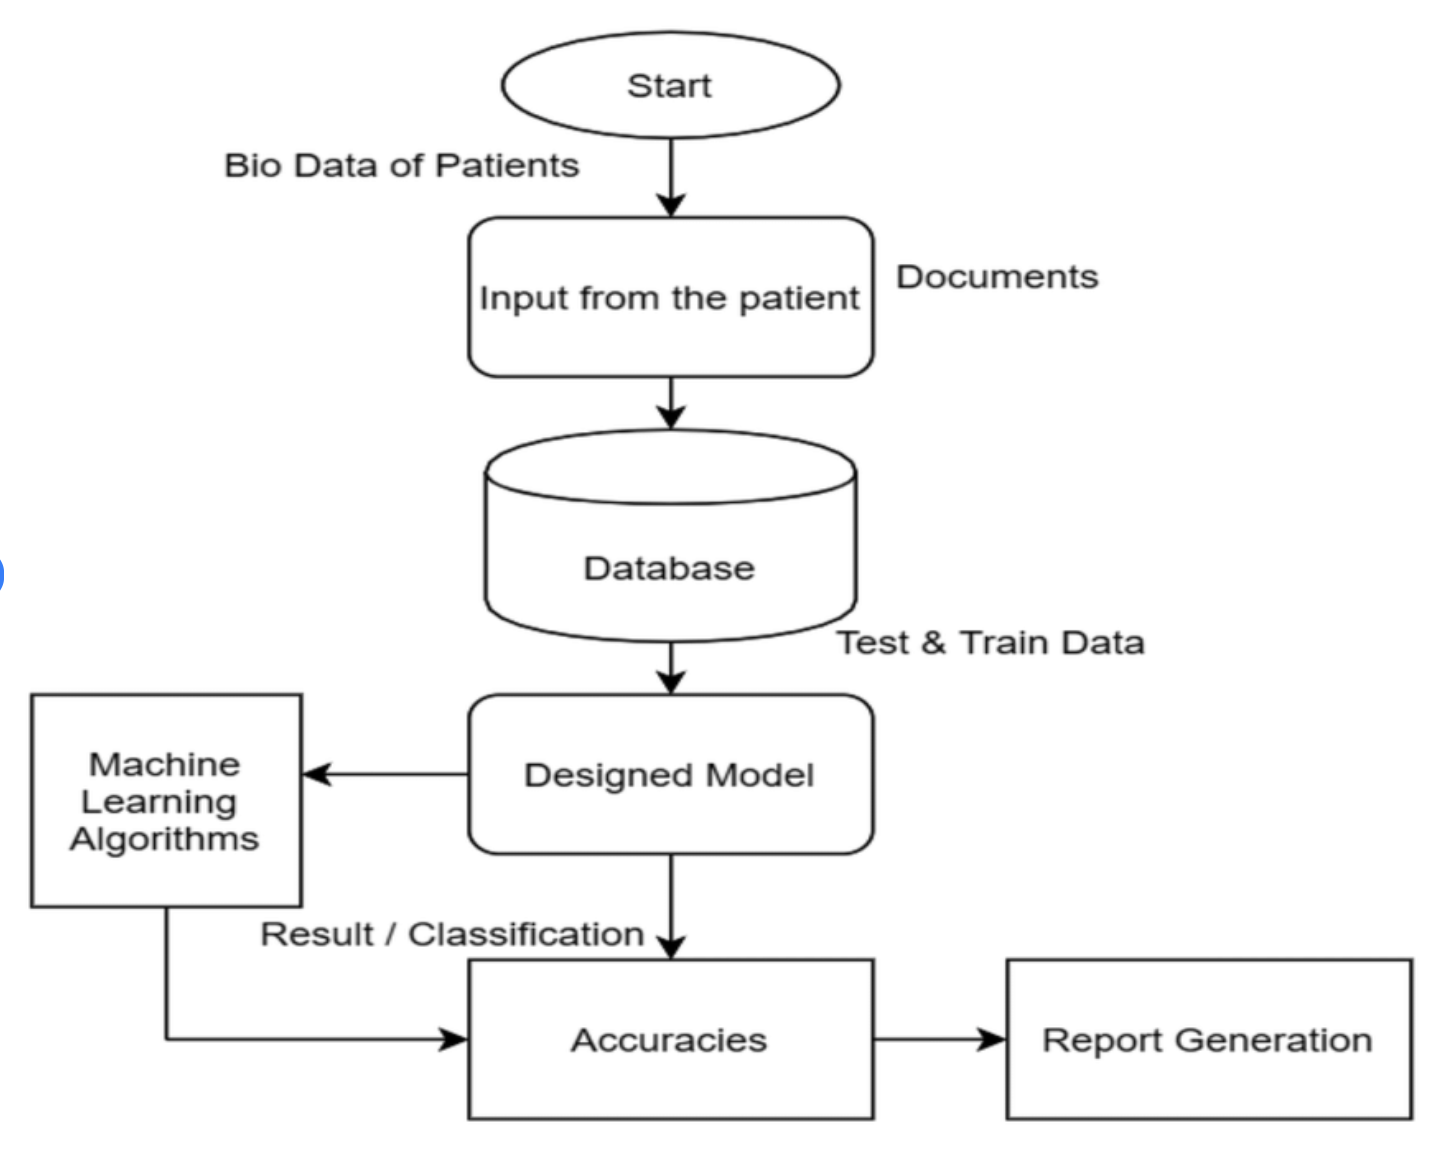 Start
Bio Data of Patients
Input from the patient
Documents
Database
Test & Train Data
Machine
Learning
Algorithms
Designed Model
Result / Classification
Accuracies
Report Generation